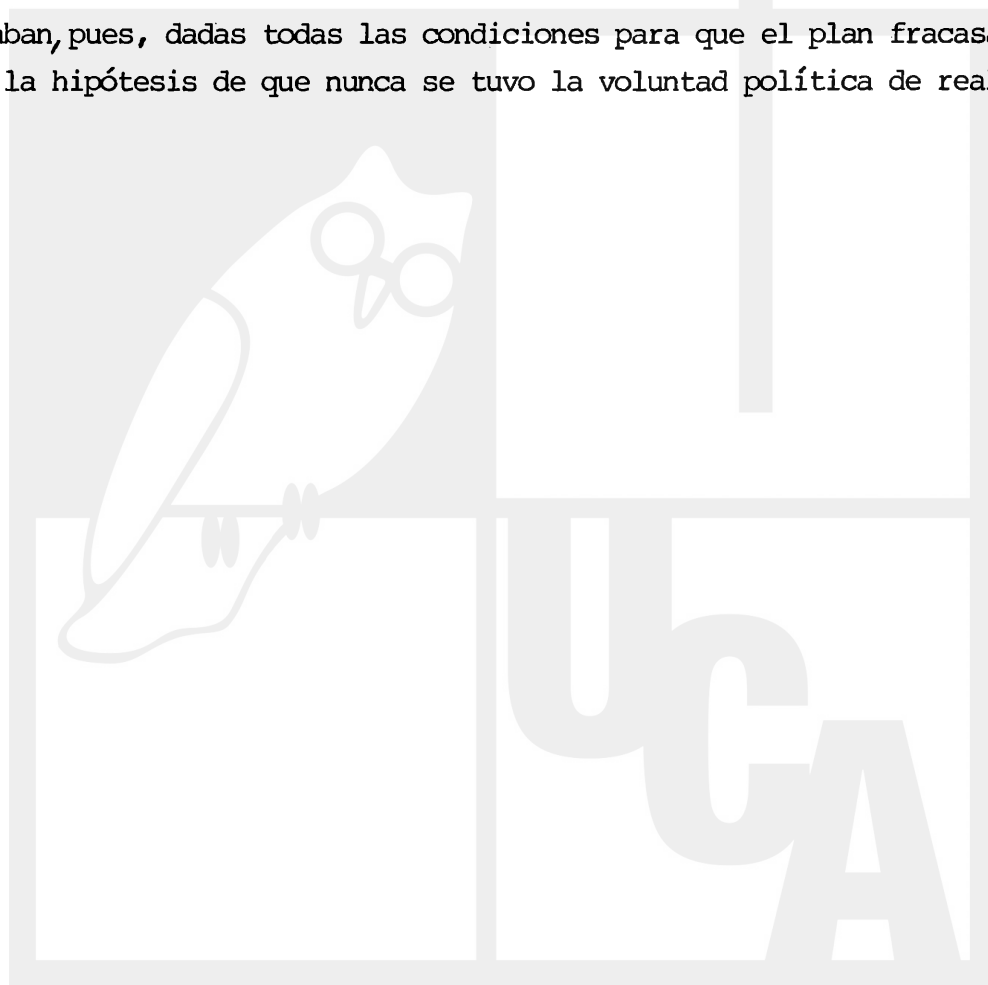 ban, pues, dadas todas las condiciones para que el plan fracas
la hipótesis de que nunca se tuvo la voluntad política de rea
UCA